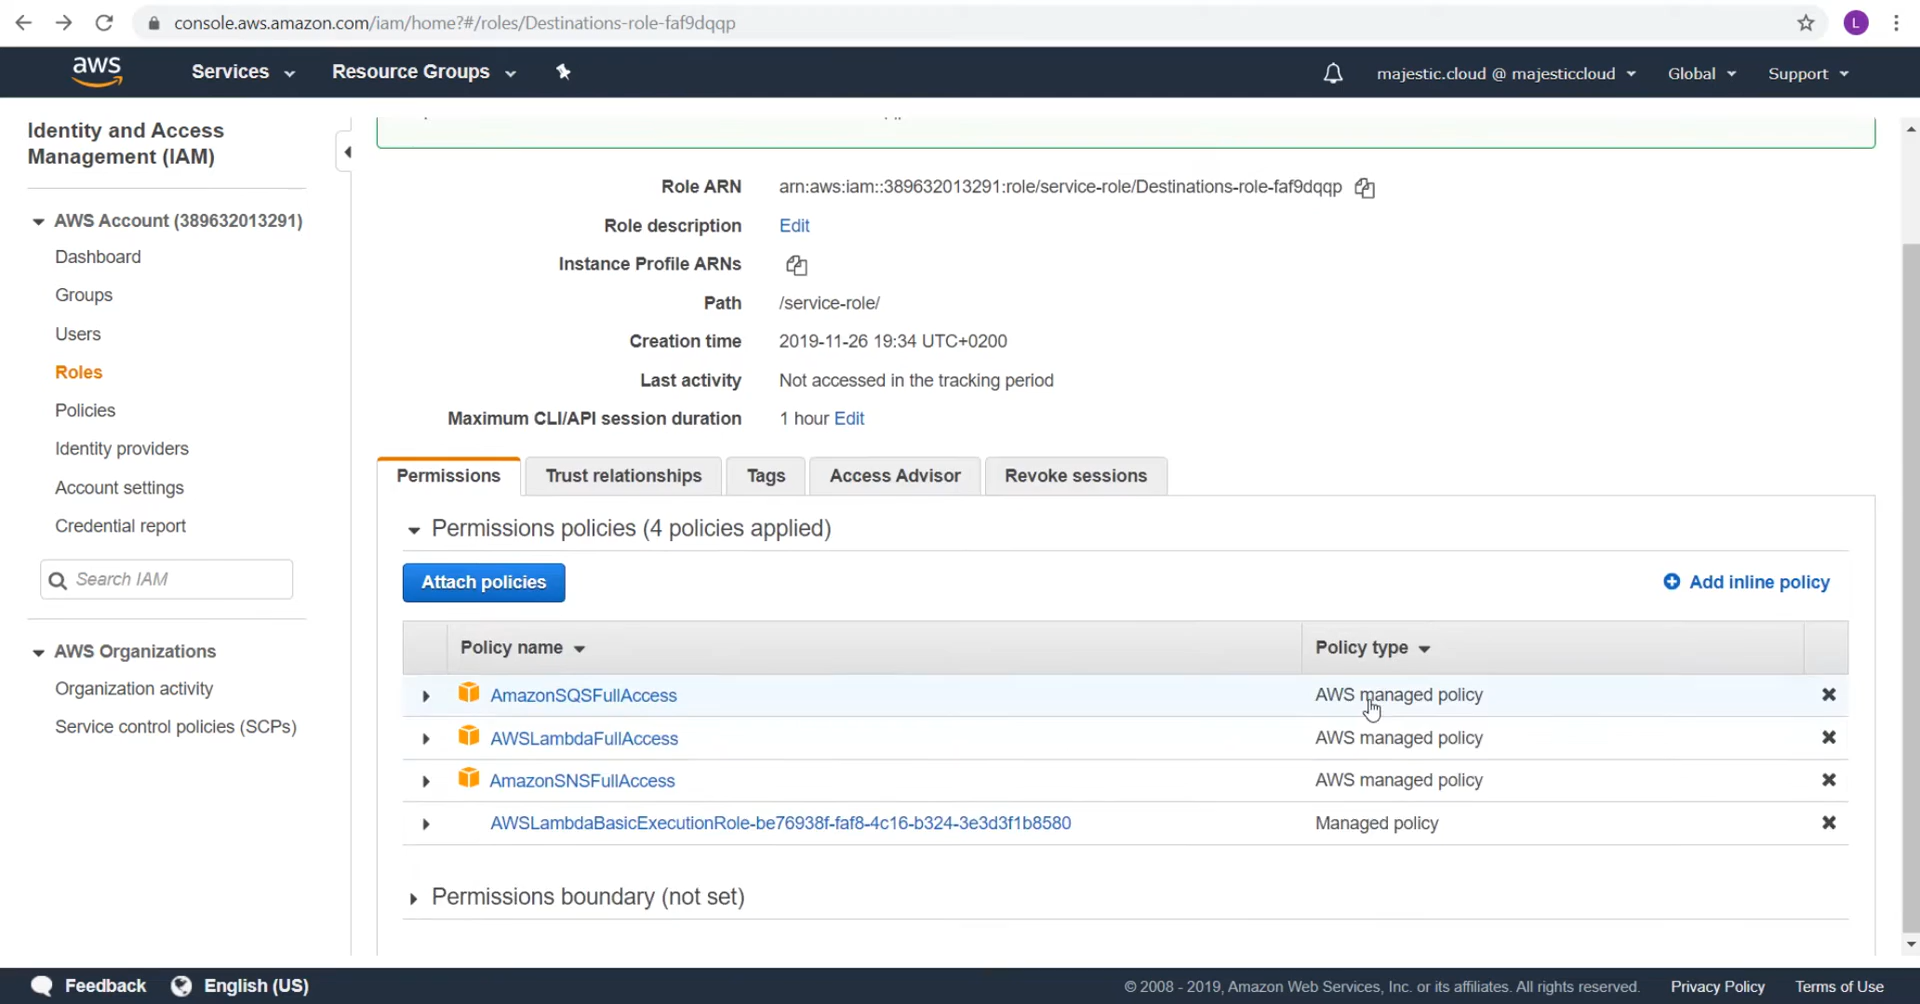 console.aws.amazon.com/iam/home?#/roles/Destinations-role-faf9dqqp
L
aws
Services
Resource Groups
majestic.cloud @ majesticcloud
Global
Support
Identity and Access
Management (IAM)
AWS Account (389632013291)
Dashboard
Groups
Users
Roles
Policies
Identity providers
Account settings
Credential report
Search IAM
AWS Organizations
Organization activity
Service control policies (SCPs)
Role ARN arn:aws:iam::389632013291:role/service-role/Destinations-role-faf9dqqp
Role description Edit
Instance Profile ARNs
Path /service-role/
Creation time 2019-11-26 19:34 UTC+0200
Last activity Not accessed in the tracking period
Maximum CLI/API session duration 1 hour Edit
Permissions Trust relationships Tags Access Advisor Revoke sessions
Permissions policies (4 policies applied)
Attach policies
Add inline policy
Policy name Policy type
AmazonSQSFullAccess AWS managed policy
AWSLambdaFullAccess AWS managed policy
AmazonSNSFullAccess AWS managed policy
AWSLambdaBasicExecutionRole-be76938f-faf8-4c16-b324-3e3d3f1b8580 Managed policy
Permissions boundary (not set)
Feedback English (US) © 2008 - 2019, Amazon Web Services, Inc. or its affiliates. All rights reserved. Privacy Policy Terms of Use